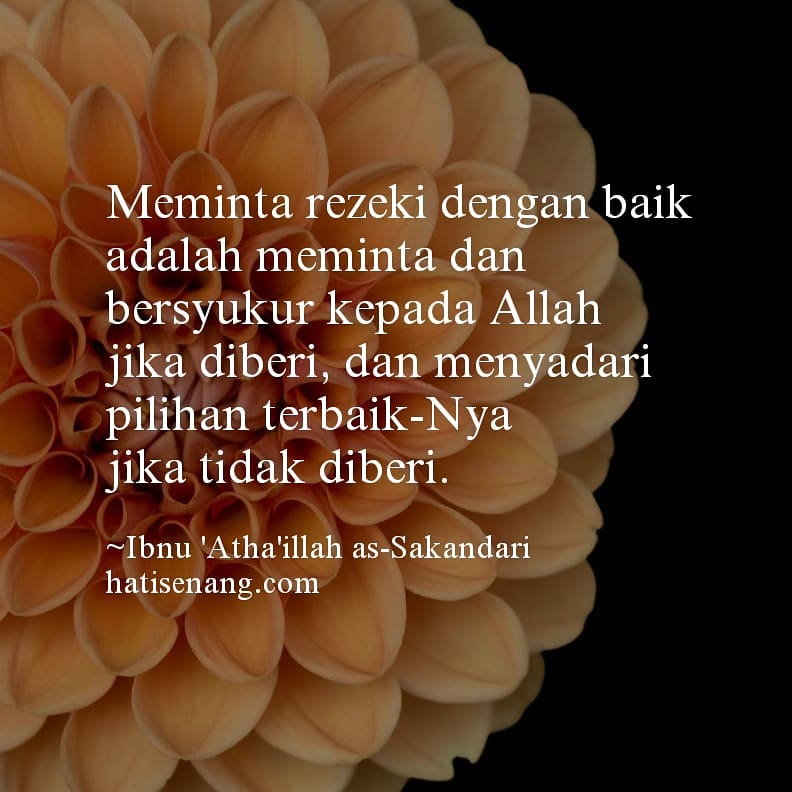 Meminta rezeki dengan baik
adalah meminta dan
bersyukur kepada Allah
jika diberi, dan menyadari
pilihan terbaik-Nya
jika tidak diberi.
~Ibnu 'Atha'illah as-Sakandari
hatisenang.com